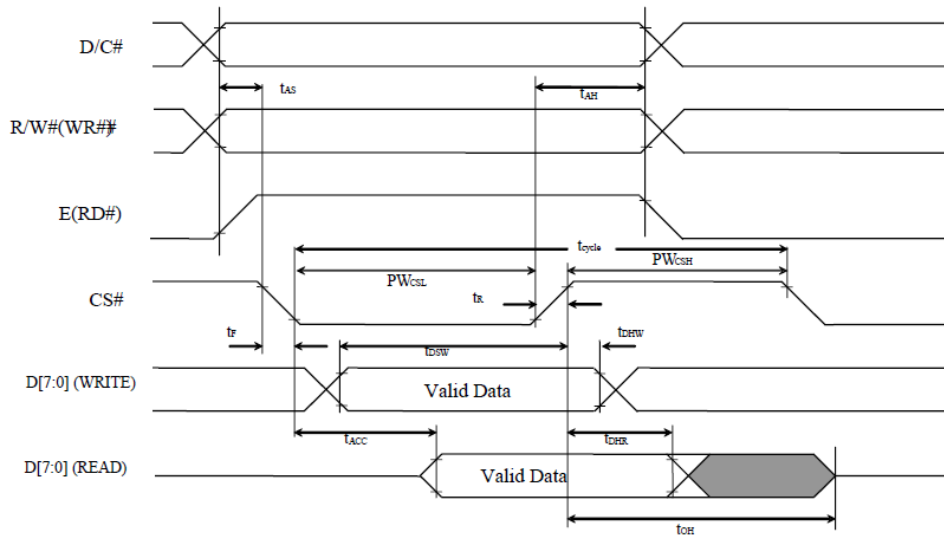 D/C#
tAS
tAH
R/W#(WR#)#
E(RD#)
tcycle
PWCSL
PWCSH
CS#
tR
tF
tDSW
tDHW
D[7:0] (WRITE)
Valid Data
tACC
tDHR
D[7:0] (READ)
Valid Data
tOH